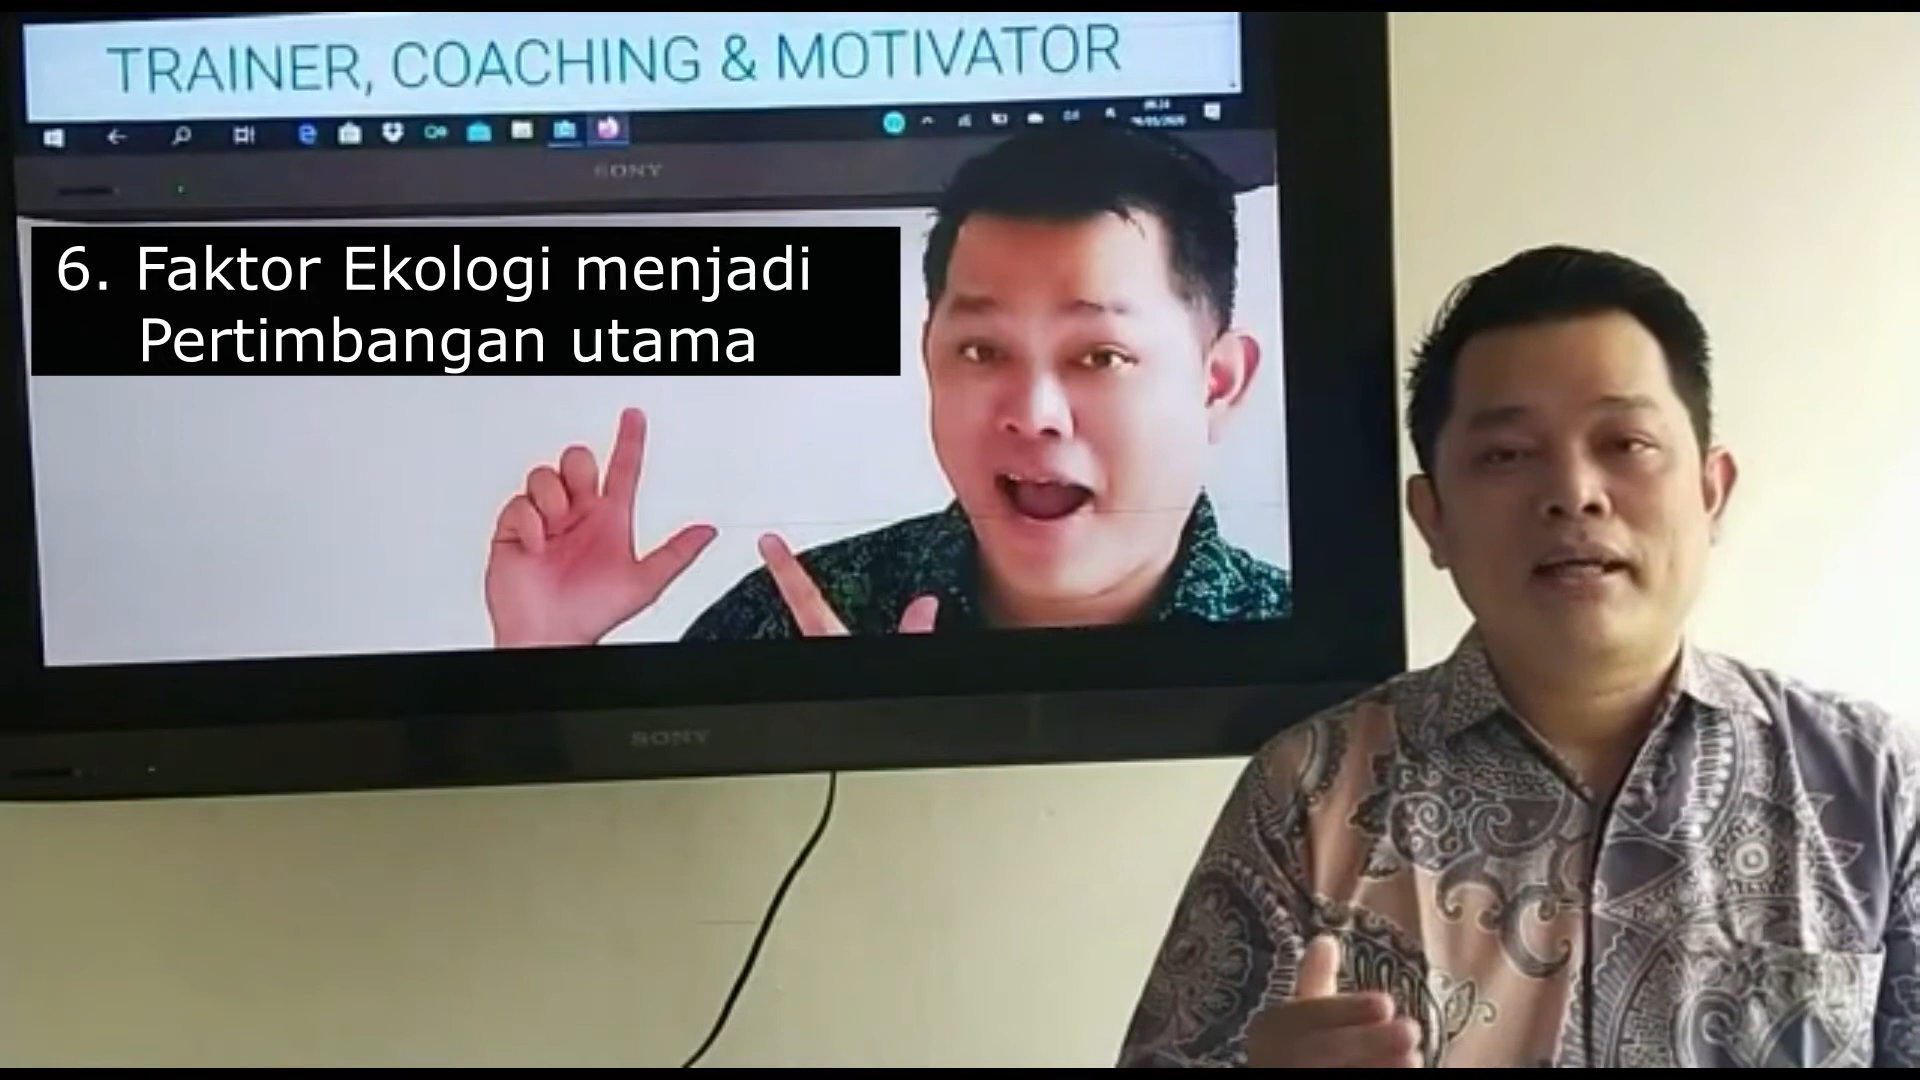 TRAINER, COACHING & MOTIVATOR
SONY
6. Faktor Ekologi menjadi
Pertimbangan utama
SONY